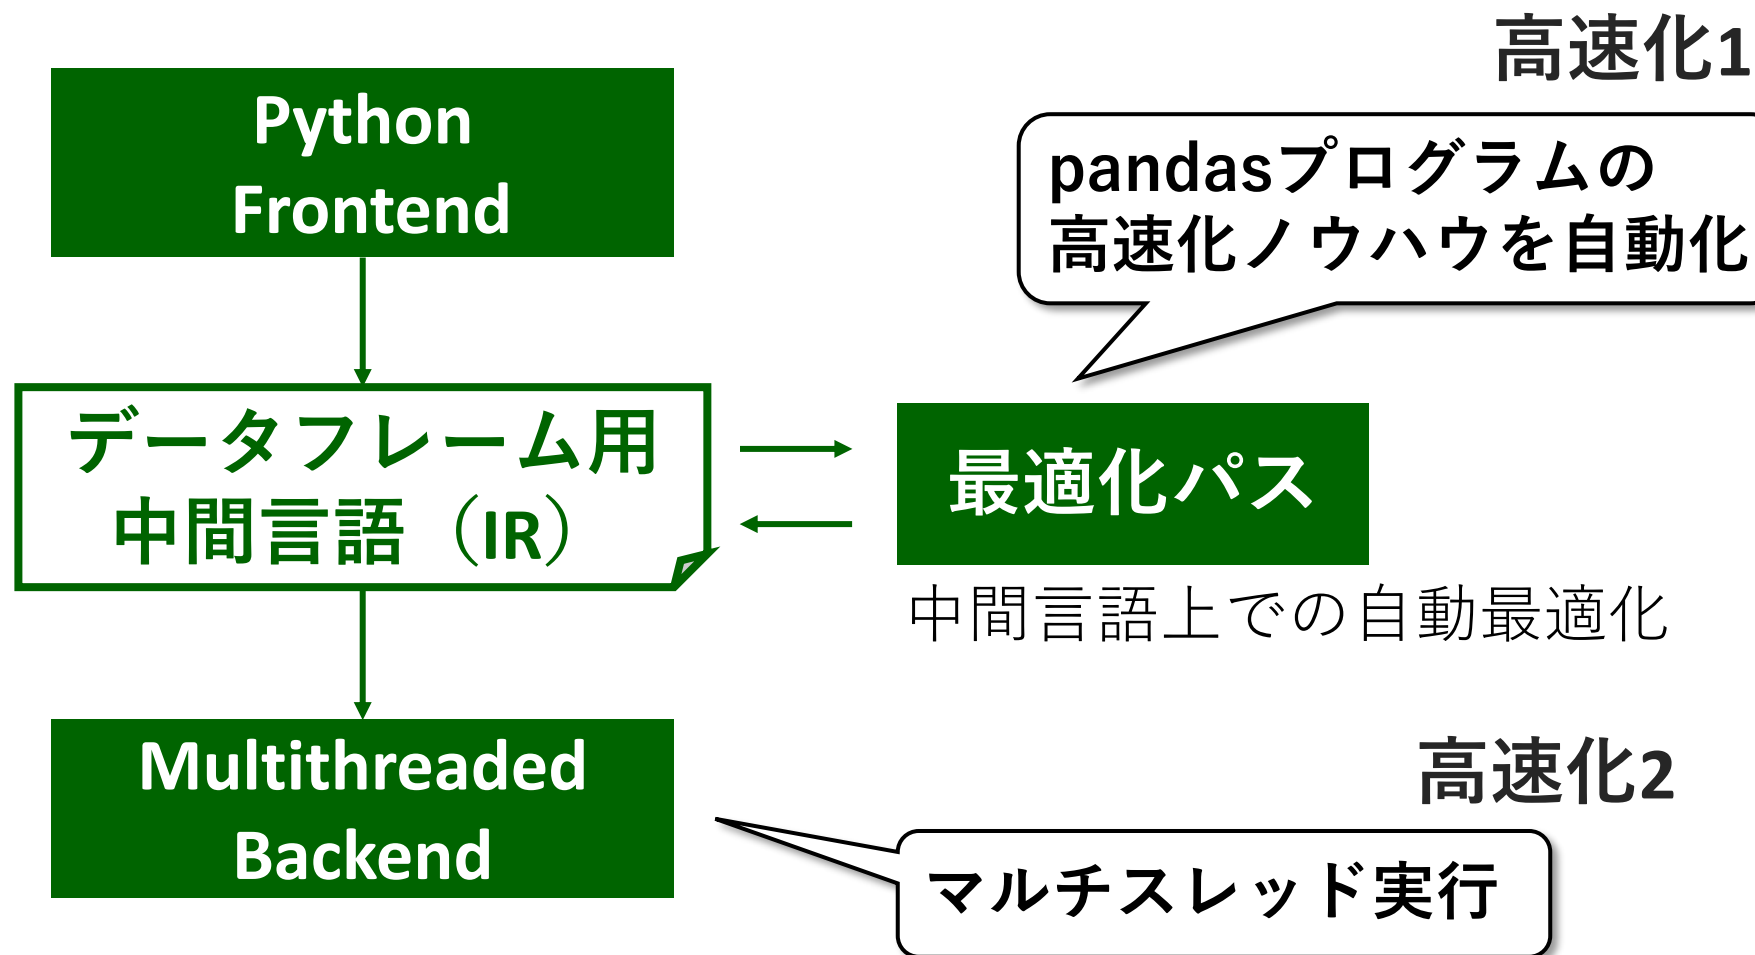 高速化1
Python
Frontend
pandasプログラムの
高速化ノウハウを自動化
データフレーム用
中間言語（IR）
最適化パス
中間言語上での自動最適化
Multithreaded
Backend
高速化2
マルチスレッド実行